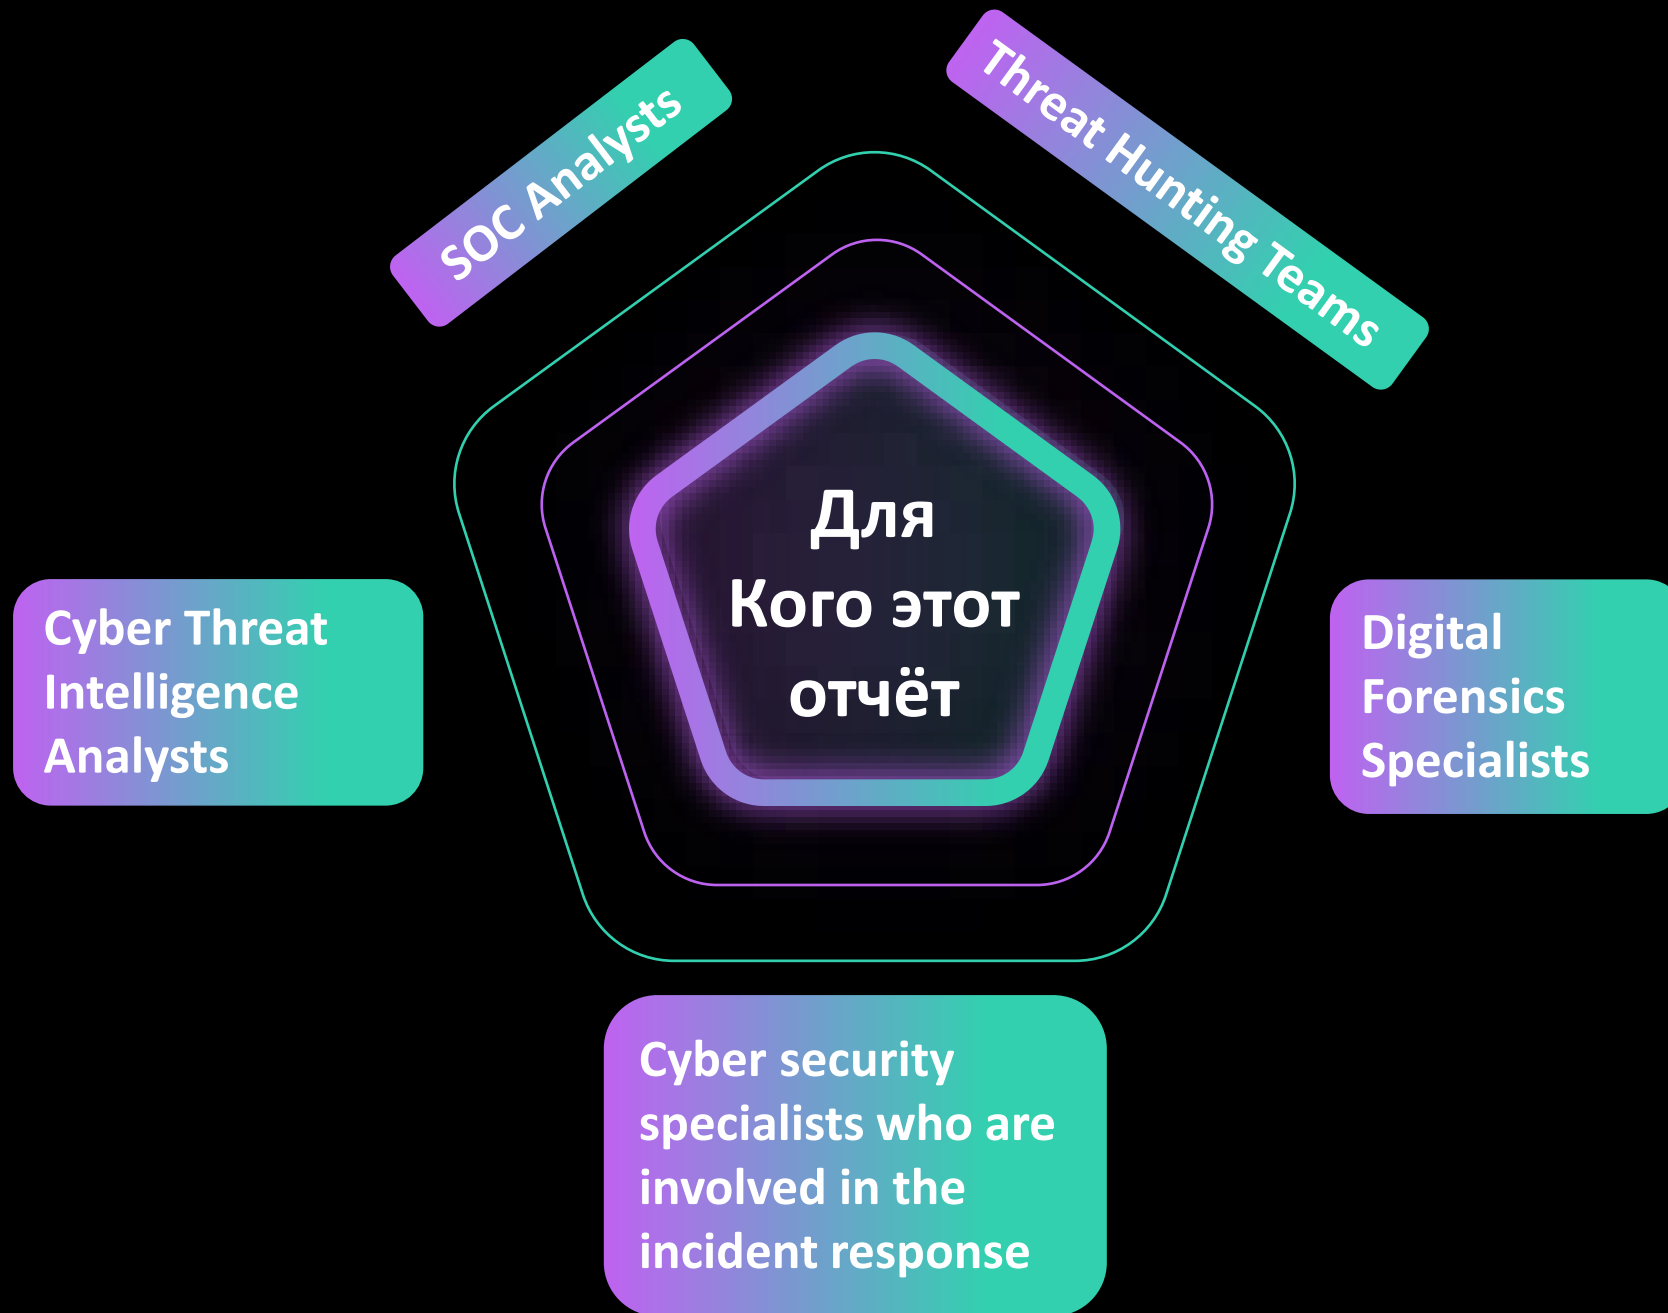 SOC Analysts
Threat Hunting Teams
Для
Кого этот
отчёт
Cyber Threat
Intelligence
Analysts
Digital
Forensics
Specialists
Cyber security
specialists who are
involved in the
incident response